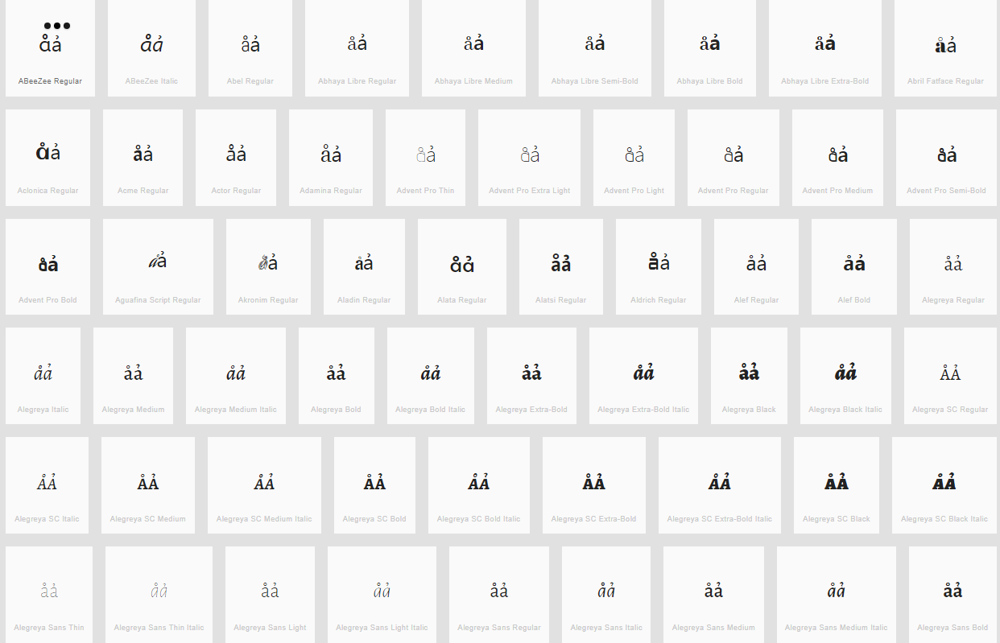 åả åả åả åả åả åả åả åả åả
ABeeZee Regular ABeeZee Italic Abel Regular Abhaya Libre Regular Abhaya Libre Medium Abhaya Libre Semi-Bold Abhaya Libre Bold Abhaya Libre Extra-Bold Abril Fatface Regular
åả åả åả åả åả åả åả åả åả åả
Aclonica Regular Acme Regular Actor Regular Adamina Regular Advent Pro Thin Advent Pro Extra Light Advent Pro Light Advent Pro Regular Advent Pro Medium Advent Pro Semi-Bold
åả åả åả åả åả åả åả åả åả åả
Advent Pro Bold Aguafina Script Regular Akronim Regular Aladin Regular Alata Regular Alatsi Regular Aldrich Regular Alef Regular Alef Bold Alegreya Regular
åả åả åả åả åả åả åả åả åả ÅẢ
Alegreya Italic Alegreya Medium Alegreya Medium Italic Alegreya Bold Alegreya Bold Italic Alegreya Extra-Bold Alegreya Extra-Bold Italic Alegreya Black Alegreya Black Italic Alegreya SC Regular
ÅẢ ÅẢ ÅẢ ÅẢ ÅẢ ÅẢ ÅẢ ÅẢ ÅẢ
Alegreya SC Italic Alegreya SC Medium Alegreya SC Medium Italic Alegreya SC Bold Alegreya SC Bold Italic Alegreya SC Extra-Bold Alegreya SC Extra-Bold Italic Alegreya SC Black Alegreya SC Black Italic
åả åả åả åả åả åả åả åả åả
Alegreya Sans Thin Alegreya Sans Thin Italic Alegreya Sans Light Alegreya Sans Light Italic Alegreya Sans Regular Alegreya Sans Italic Alegreya Sans Medium Alegreya Sans Medium Italic Alegreya Sans Bold